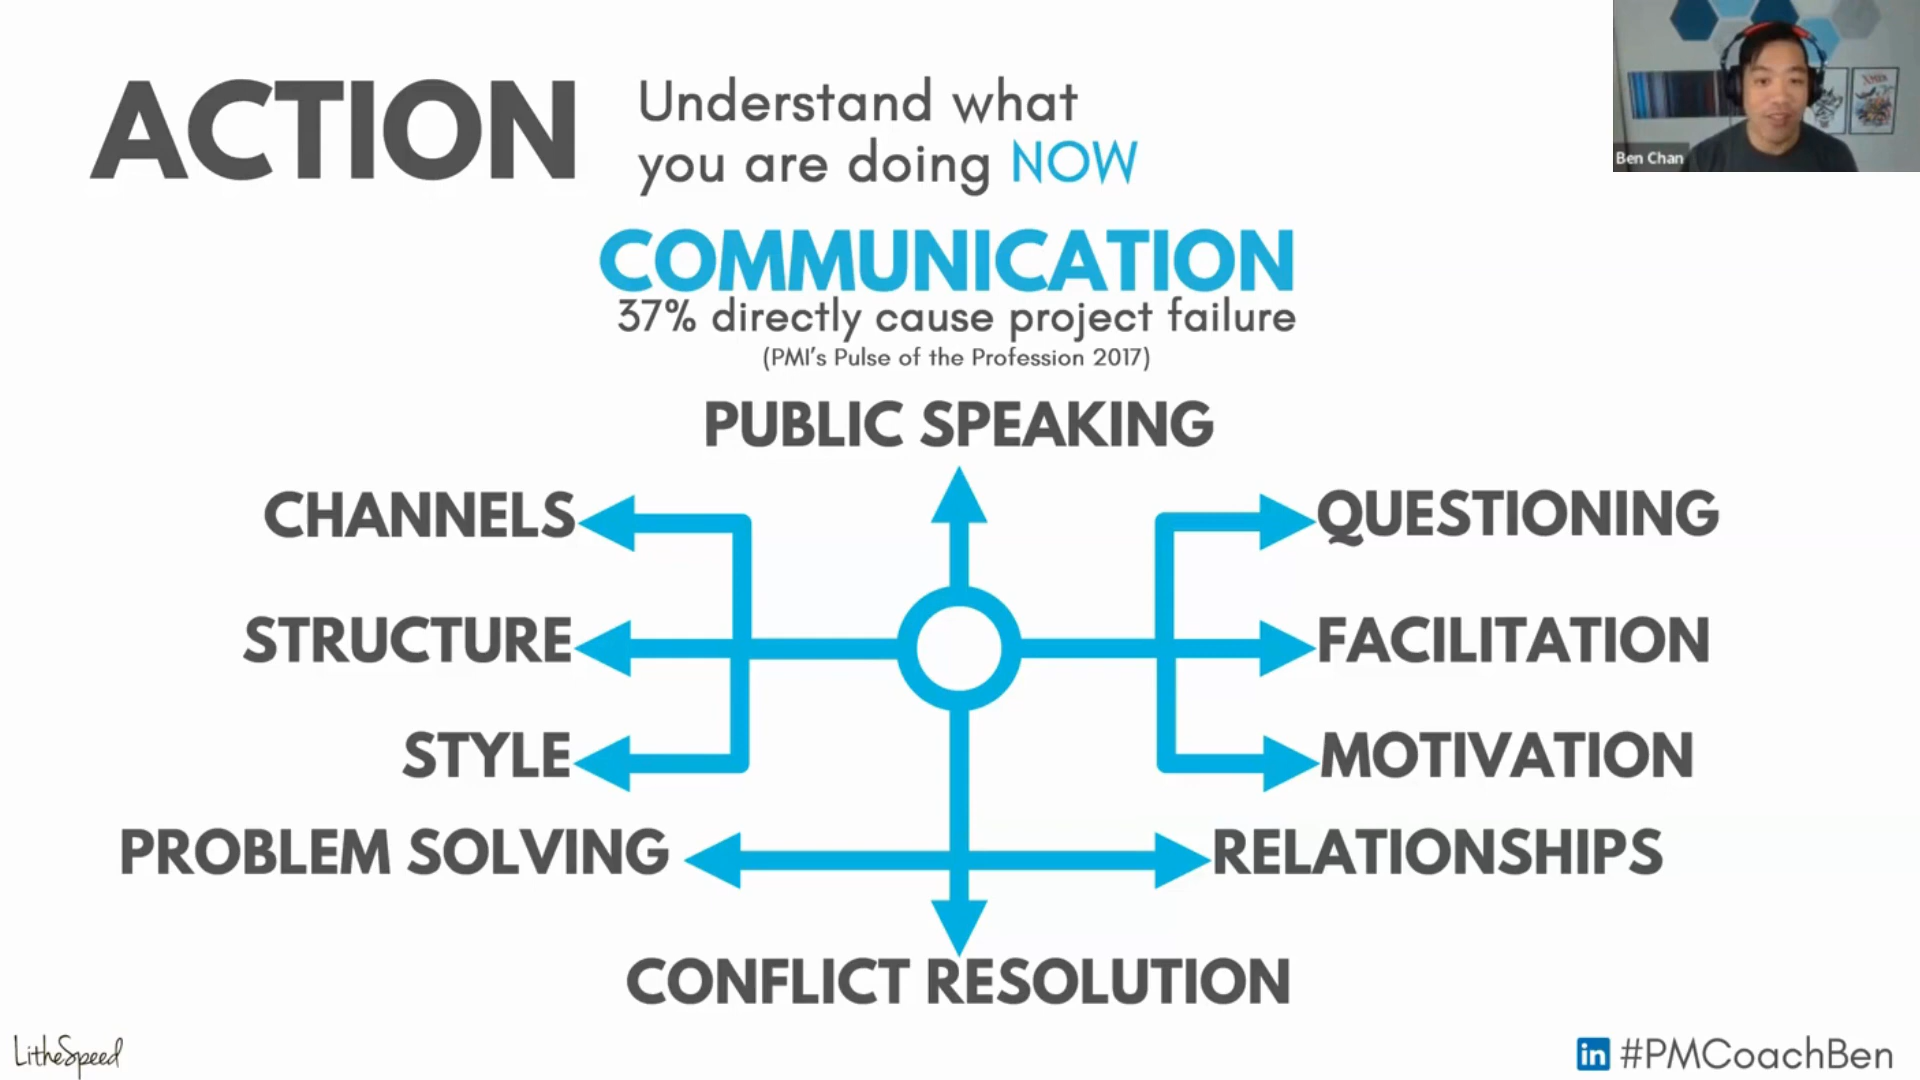 ACTION
Understand what
you are doing NOW
Ben Chan
COMMUNICATION
37% directly cause project failure
(PMI's Pulse of the Profession 2017)
PUBLIC SPEAKING
CHANNELS
QUESTIONING
STRUCTURE
FACILITATION
STYLE
MOTIVATION
PROBLEM SOLVING
RELATIONSHIPS
CONFLICT RESOLUTION
LitheSpeed
in #PMCoachBen